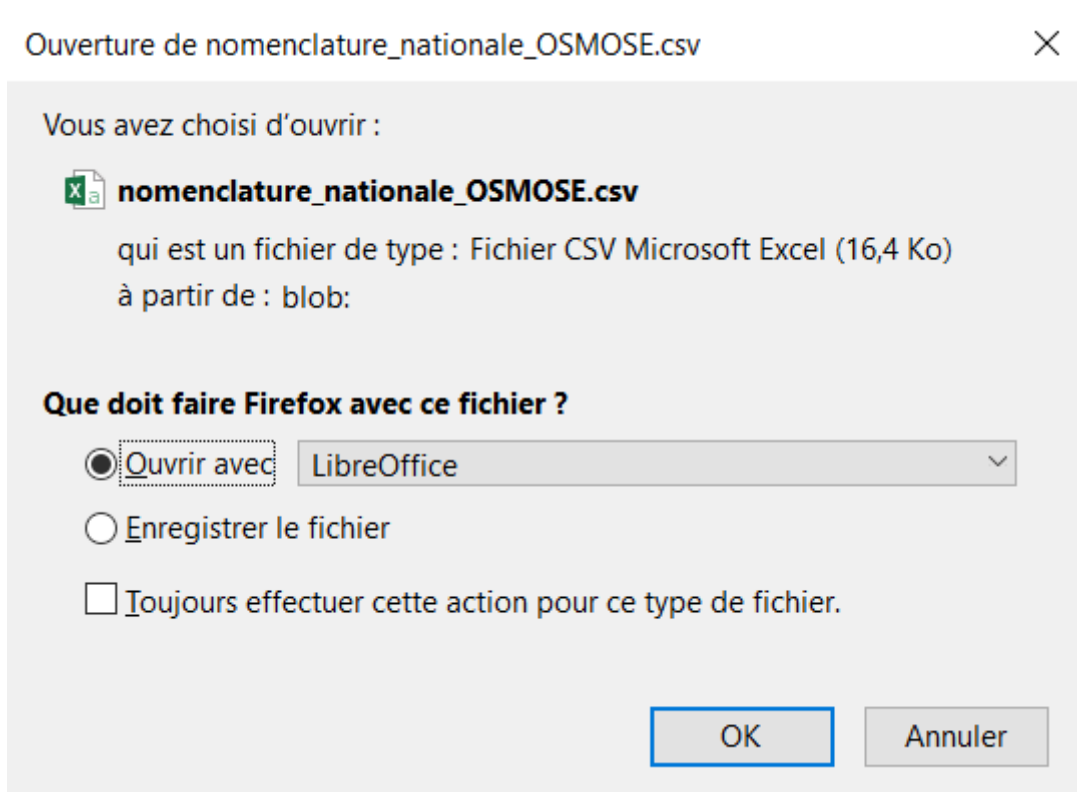 Ouverture de nomenclature_nationale_OSMOSE.csv
Vous avez choisi d’ouvrir :
nomenclature_nationale_OSMOSE.csv
qui est un fichier de type : Fichier CSV Microsoft Excel (16,4 Ko)
à partir de : blob:
Que doit faire Firefox avec ce fichier ?
Ouvrir avec LibreOffice
Enregistrer le fichier
Toujours effectuer cette action pour ce type de fichier.
OK Annuler